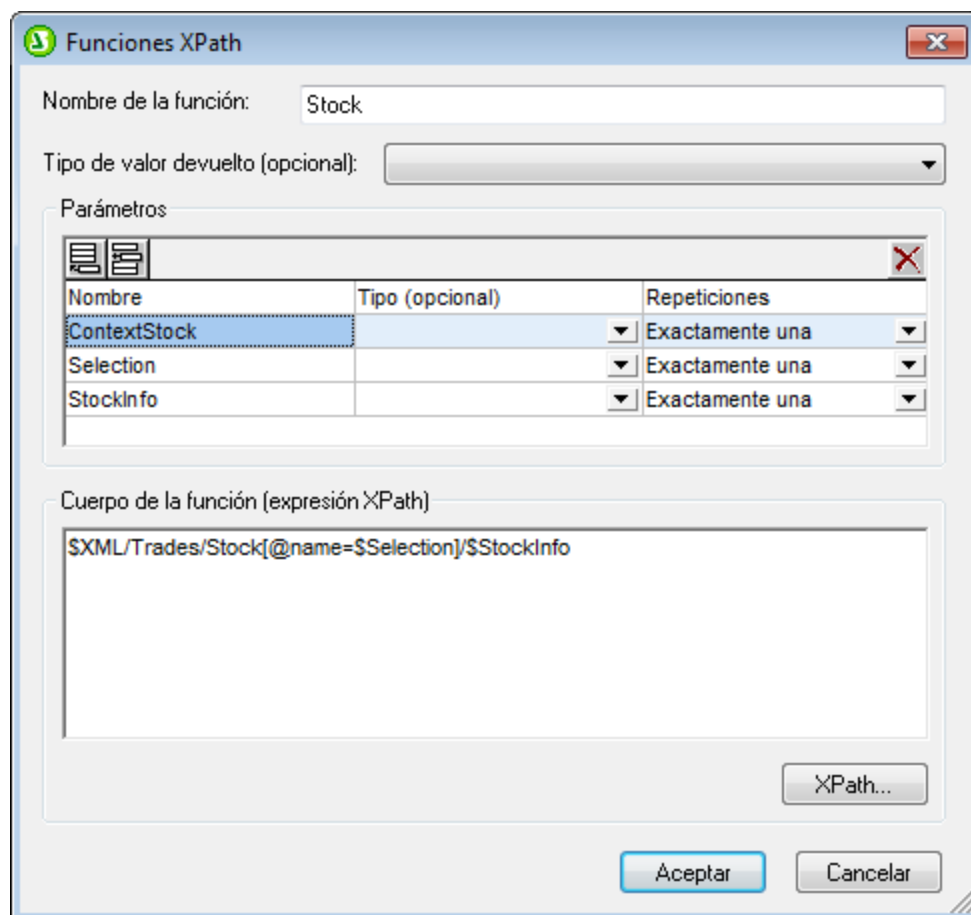 Funciones XPath
Nombre de la función: Stock
Tipo de valor devuelto (opcional):
Parámetros
Nombre Tipo (opcional) Repeticiones
ContextStock Exactamente una
Selection Exactamente una
StockInfo Exactamente una
Cuerpo de la función (expresión XPath)
$XML/Trades/Stock[@name=$Selection]/$StockInfo
XPath...
Aceptar Cancelar